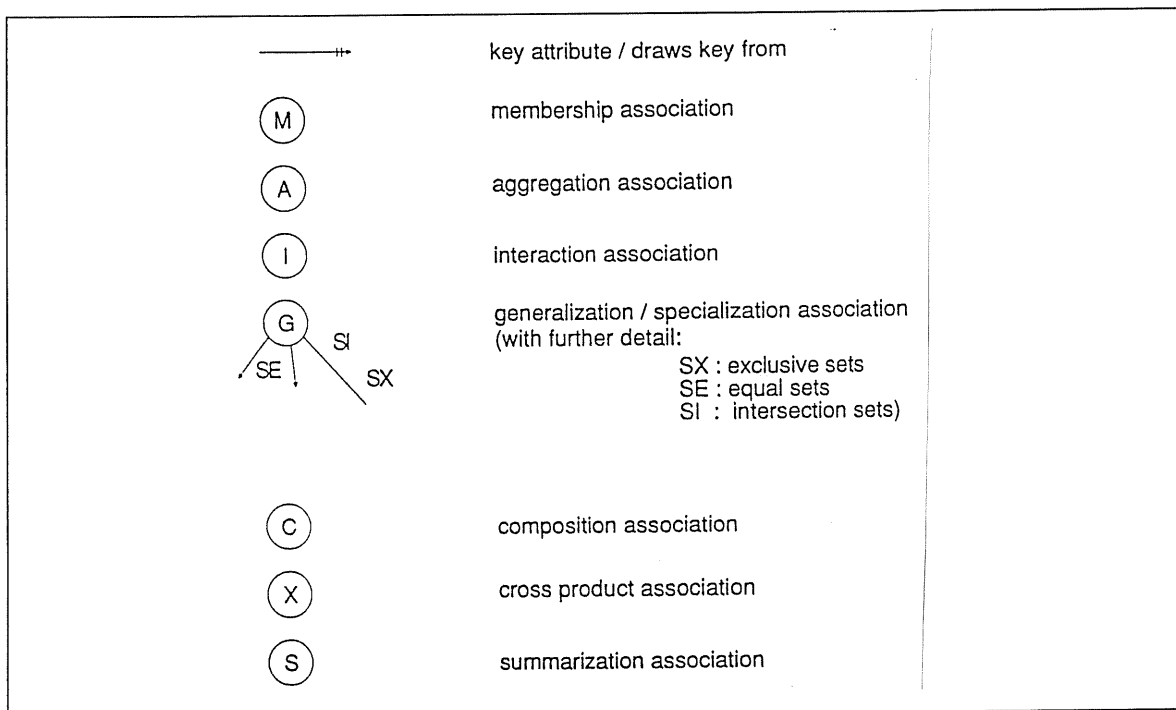 key attribute / draws key from
M membership association
A aggregation association
I interaction association
G generalization / specialization association
(with further detail:
SI
SE
SX
SX : exclusive sets
SE : equal sets
SI : intersection sets)
C composition association
X cross product association
S summarization association